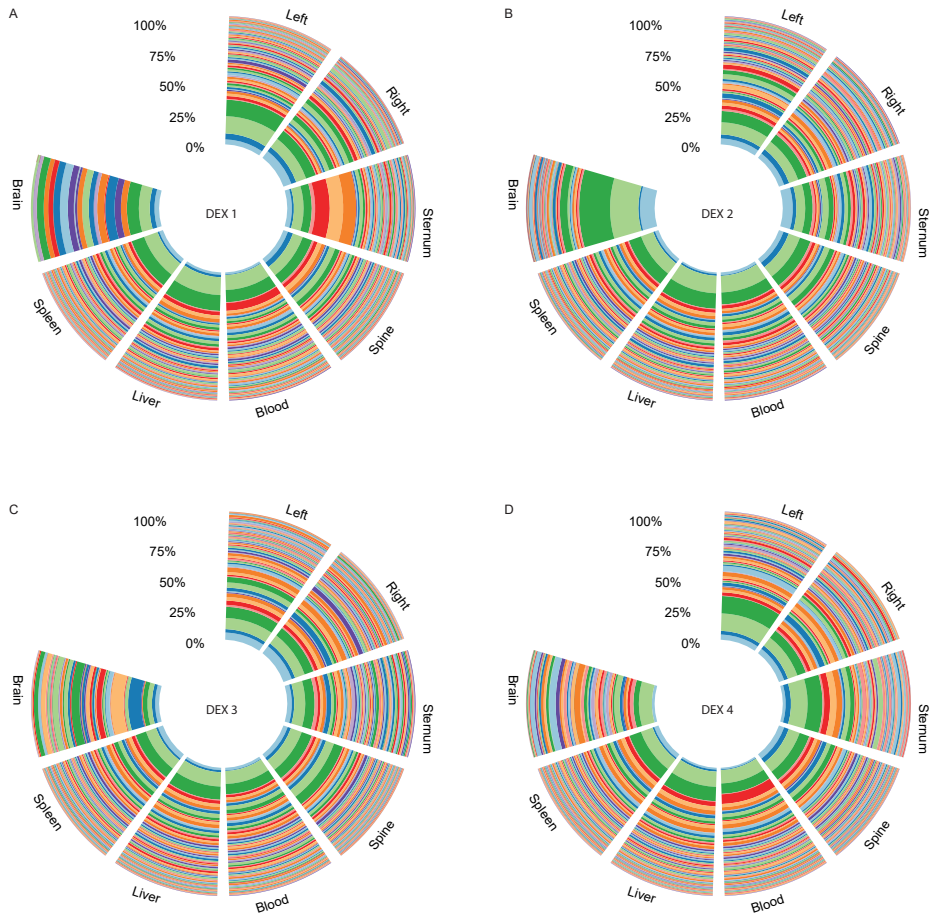 A
100%
75%
50%
25%
0%
Left
Right
Sternum
Spine
Blood
Liver
Spleen
Brain
DEX 1
B
100%
75%
50%
25%
0%
Left
Right
Sternum
Spine
Blood
Liver
Spleen
Brain
DEX 2
C
100%
75%
50%
25%
0%
Left
Right
Sternum
Spine
Blood
Liver
Spleen
Brain
DEX 3
D
100%
75%
50%
25%
0%
Left
Right
Sternum
Spine
Blood
Liver
Spleen
Brain
DEX 4